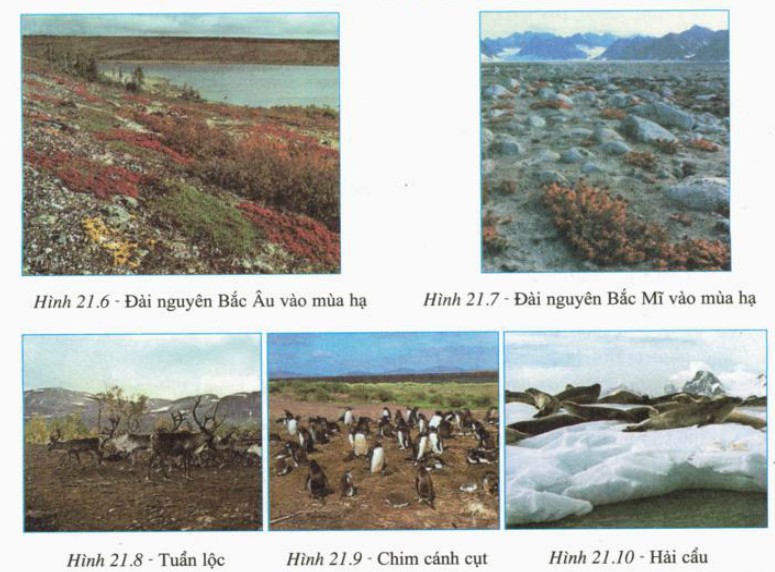 Hình 21.6 - Đài nguyên Bắc Âu vào mùa hạ
Hình 21.7 - Đài nguyên Bắc Mĩ vào mùa hạ
Hình 21.8 - Tuần lộc
Hình 21.9 - Chim cánh cụt
Hình 21.10 - Hải cẩu